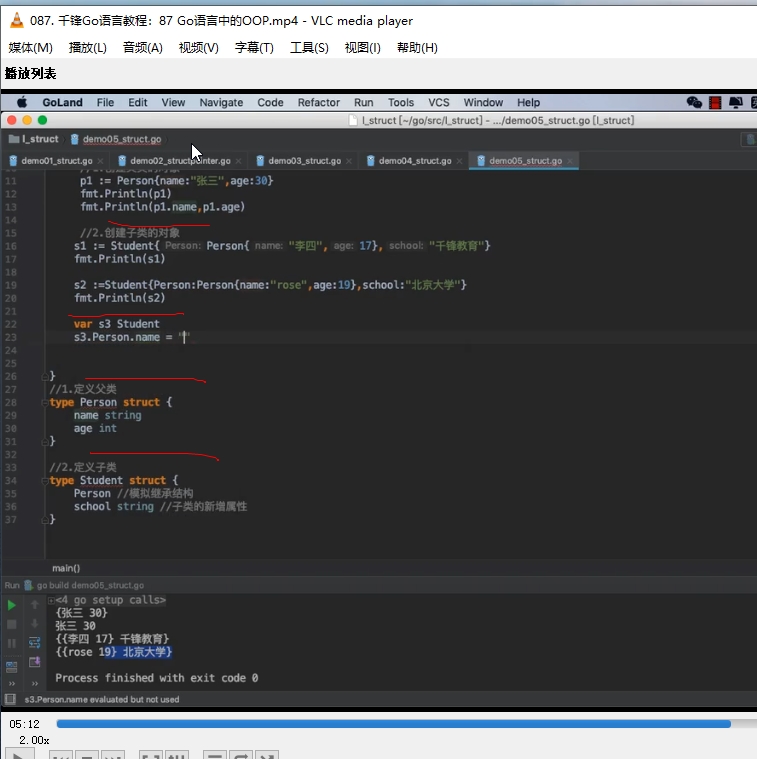 087. 千锋Go语言教程：87 Go语言中的OOP.mp4 - VLC media player
媒体(M) 播放(L) 音频(A) 视频(V) 字幕(T) 工具(S) 视图(I) 帮助(H)
播放列表
GoLand File Edit View Navigate Code Refactor Run Tools VCS Window Help
l_struct [~/go/src/l_struct] - .../demo05_struct.go [l_struct]
l_struct demo05_struct.go
demo01_struct.go × demo02_structpointer.go × demo03_struct.go × demo04_struct.go × demo05_struct.go ×
11 p1 := Person{name:"张三",age:30}
12 fmt.Println(p1)
13 fmt.Println(p1.name,p1.age)
14
15 //2.创建子类的对象
16 s1 := Student{ Person: Person{ name: "李四", age: 17}, school: "千锋教育"}
17 fmt.Println(s1)
18
19 s2 :=Student{Person:Person{name:"rose",age:19},school:"北京大学"}
20 fmt.Println(s2)
21
22 var s3 Student
23 s3.Person.name = ""
24
25
26 }
27 //1.定义父类
28 type Person struct {
29 name string
30 age int
31 }
32
33 //2.定义子类
34 type Student struct {
35 Person //模拟继承结构
36 school string //子类的新增属性
37 }
main()
Run go build demo05_struct.go
<4 go setup calls>
{张三 30}
张三 30
{{李四 17} 千锋教育}
{{rose 19} 北京大学}
Process finished with exit code 0
s3.Person.name evaluated but not used
05:12
2.00x